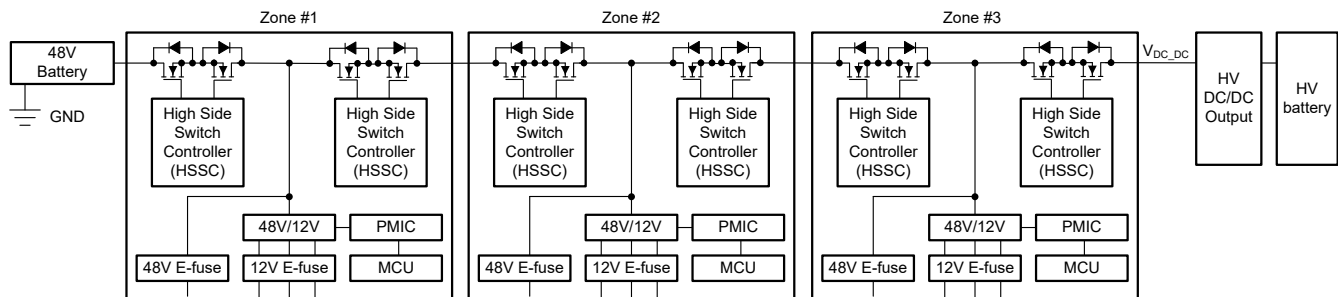 Zone #1
Zone #2
Zone #3
48V
Battery
GND
High Side
Switch
Controller
(HSSC)
High Side
Switch
Controller
(HSSC)
High Side
Switch
Controller
(HSSC)
High Side
Switch
Controller
(HSSC)
High Side
Switch
Controller
(HSSC)
High Side
Switch
Controller
(HSSC)
VDC_DC
HV
DC/DC
Output
HV
battery
48V/12V
PMIC
48V E-fuse
12V E-fuse
MCU
48V/12V
PMIC
48V E-fuse
12V E-fuse
MCU
48V/12V
PMIC
48V E-fuse
12V E-fuse
MCU